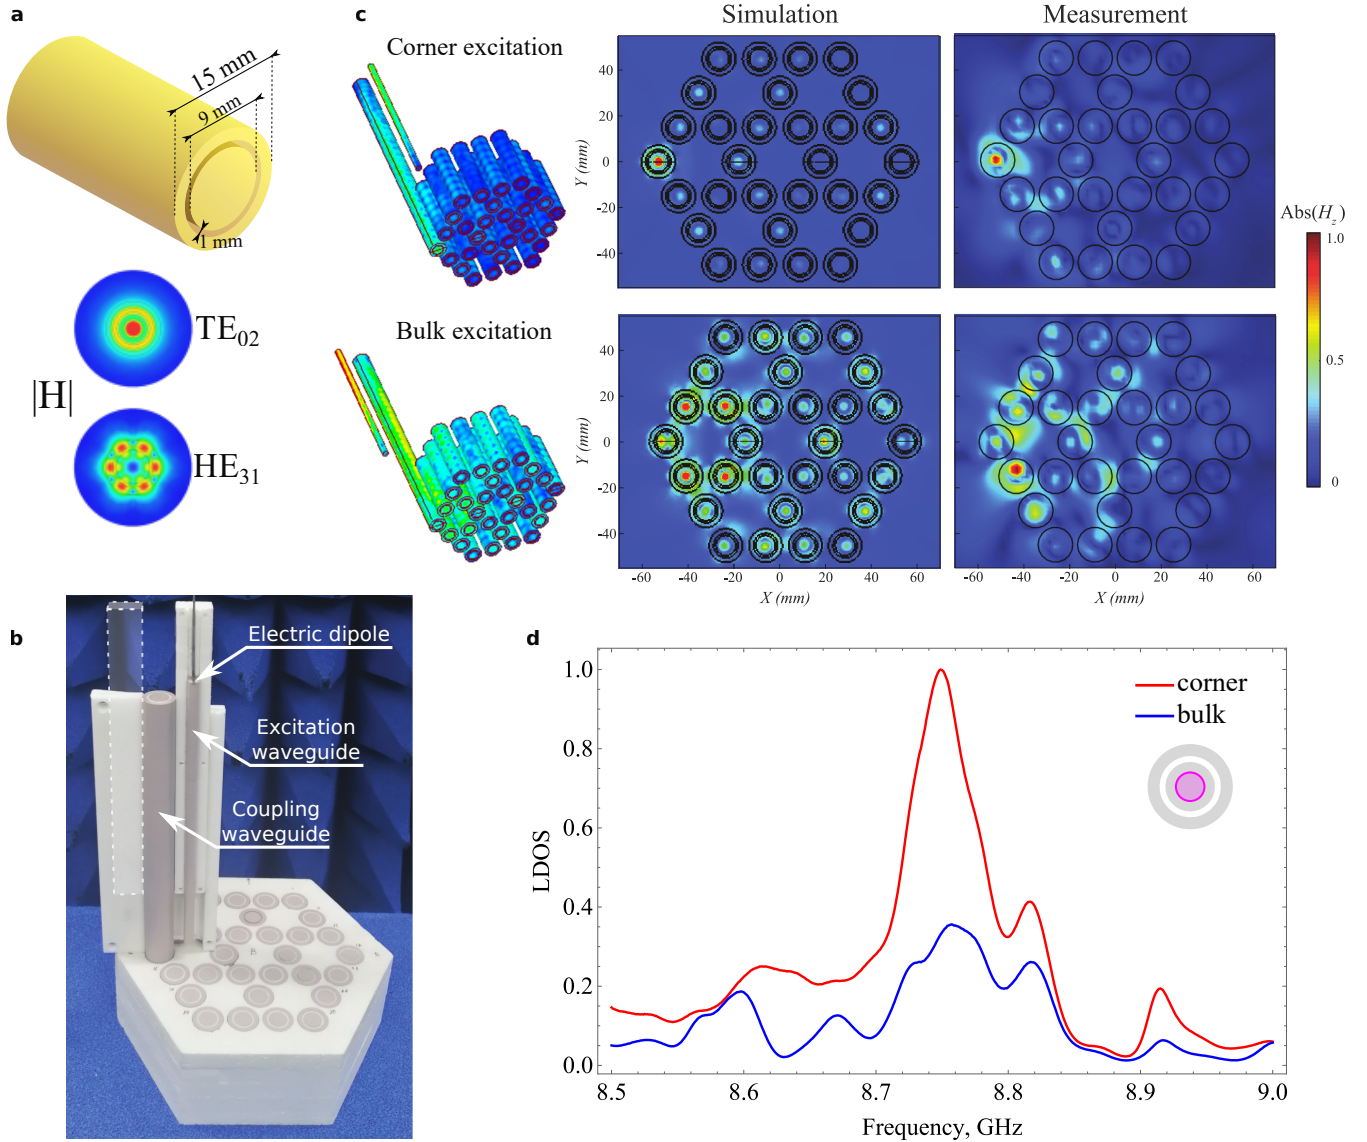 a
15 mm
9 mm
1 mm
|H|
TE02
HE31
b
Electric dipole
Excitation
waveguide
Coupling
waveguide
c
Corner excitation
Bulk excitation
Simulation
Measurement
Y (mm)
40
20
0
-20
-40
Y (mm)
40
20
0
-20
-40
-60 -40 -20 0 20 40 60
X (mm)
-60 -40 -20 0 20 40 60
X (mm)
Abs(Hz)
1.0
0.5
0
d
LDOS
1.0
0.8
0.6
0.4
0.2
0.0
8.5 8.6 8.7 8.8 8.9 9.0
Frequency, GHz
corner
bulk